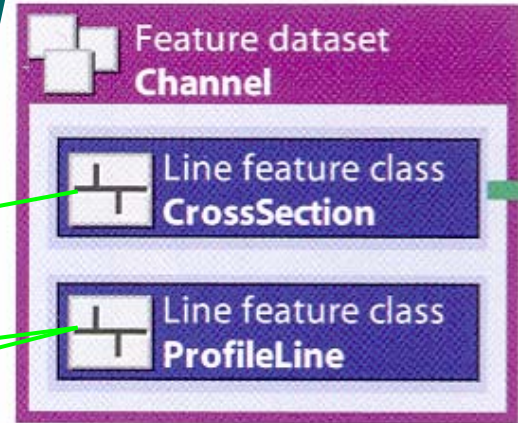 Feature dataset
Channel
Line feature class
CrossSection
Line feature class
ProfileLine